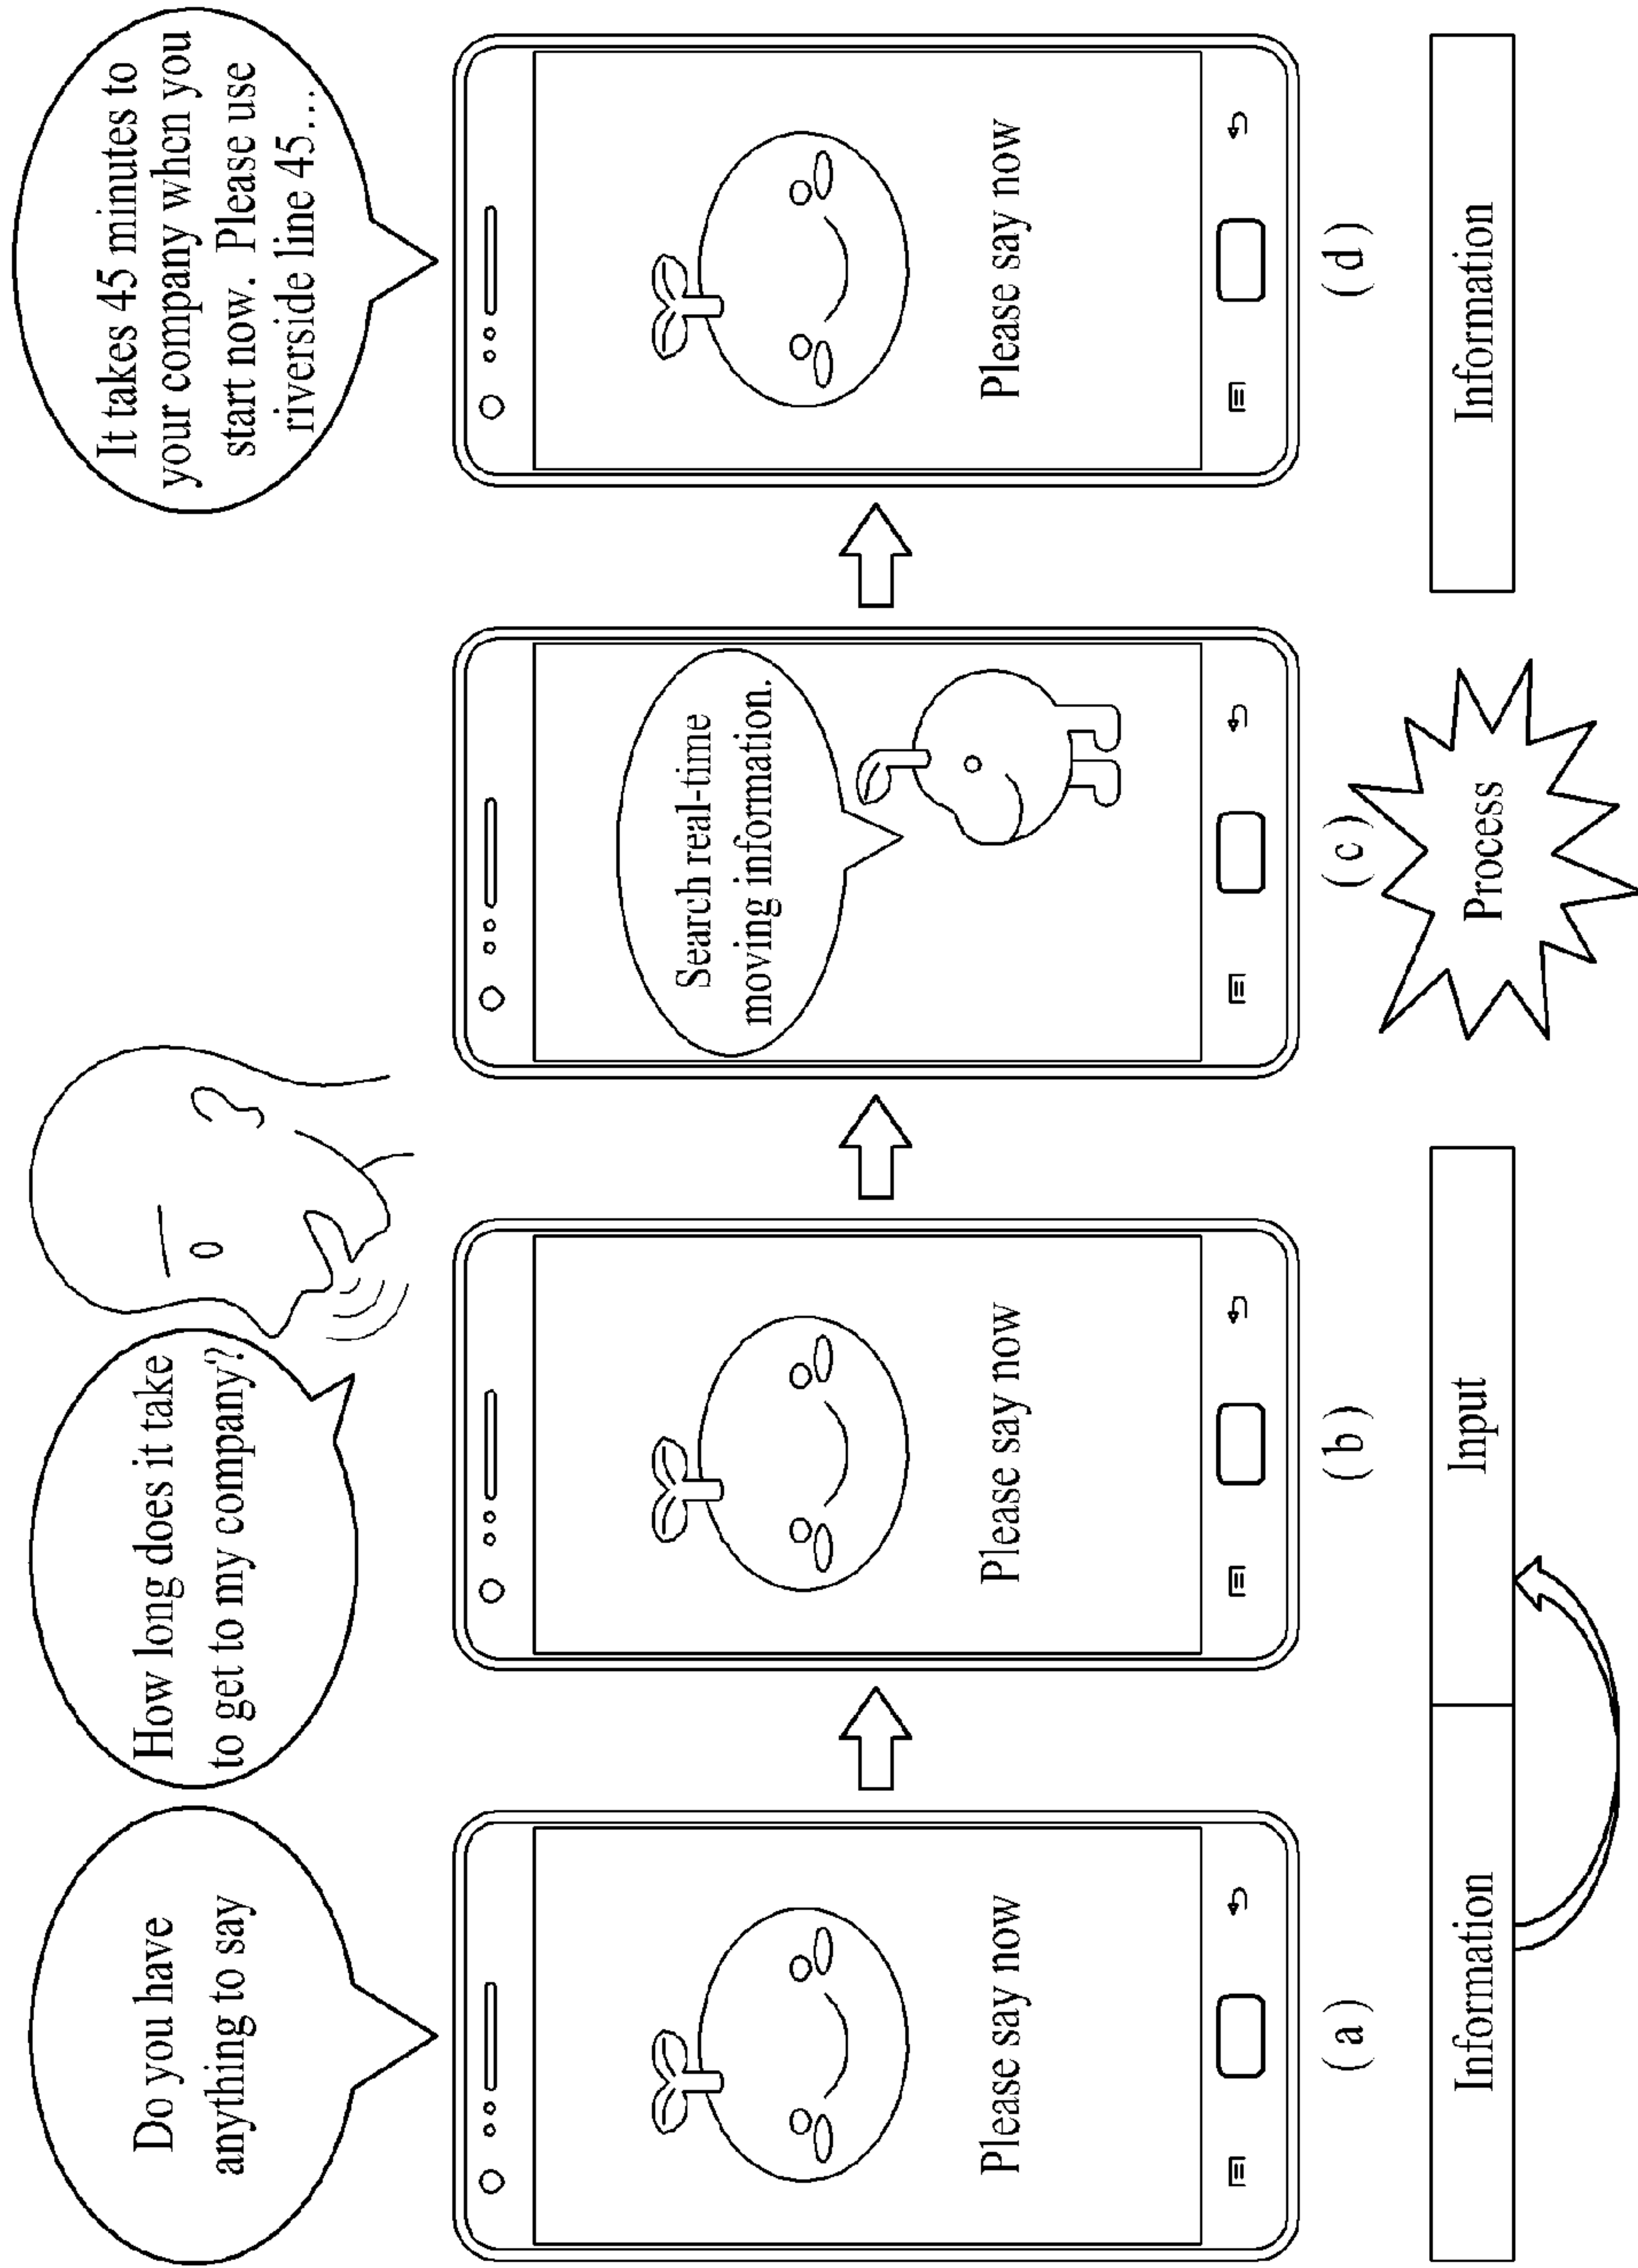 Do you have
anything to say
How long does it take
to get to my company?
It takes 45 minutes to
your company when you
start now. Please use
riverside line 45...
Please say now
Please say now
Search real-time
moving information.
Please say now
(a)
(b)
(c)
(d)
Information
Input
Process
Information